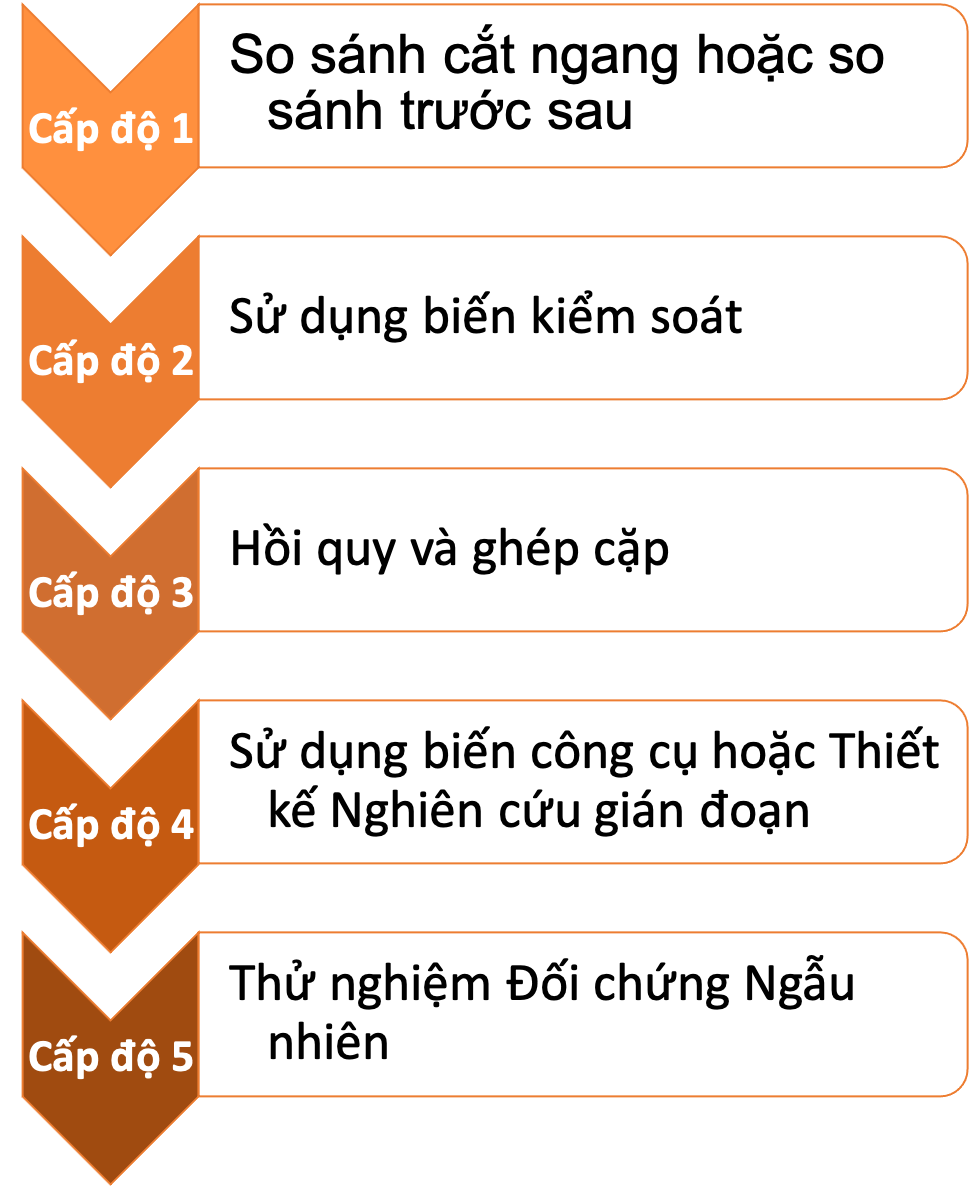 Cấp độ 1
So sánh cắt ngang hoặc so
sánh trước sau
Cấp độ 2
Sử dụng biến kiểm soát
Cấp độ 3
Hồi quy và ghép cặp
Cấp độ 4
Sử dụng biến công cụ hoặc Thiết
kế Nghiên cứu gián đoạn
Cấp độ 5
Thử nghiệm Đối chứng Ngẫu
nhiên